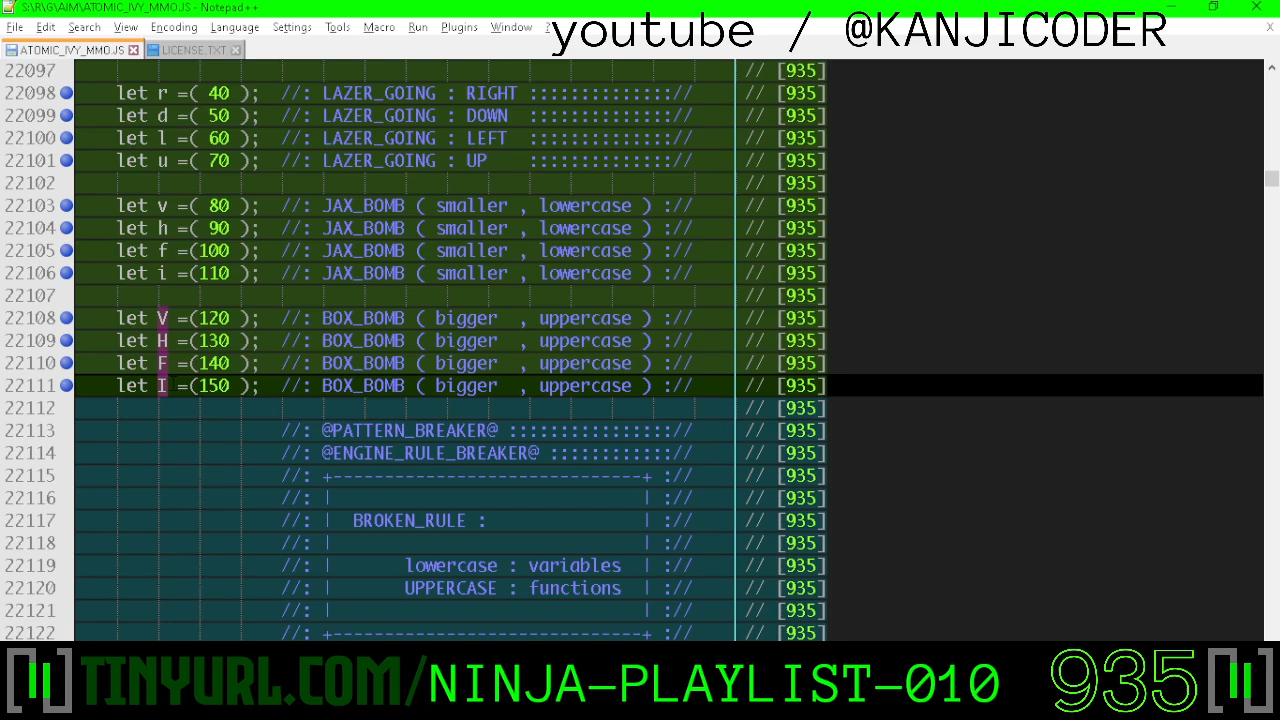 S:\R\G\AIM\ATOMIC_IVY_MMO.JS - Notepad++
File Edit Search View Encoding Language Settings Tools Macro Run Plugins Window ? X
youtube / @KANJICODER
ATOMIC_IVY_MMO.JS LICENSE.TXT
22097 // [935]
22098 let r =( 40 ); //: LAZER_GOING : RIGHT ::::::::::::::// // [935]
22099 let d =( 50 ); //: LAZER_GOING : DOWN ::::::::::::::// // [935]
22100 let l =( 60 ); //: LAZER_GOING : LEFT ::::::::::::::// // [935]
22101 let u =( 70 ); //: LAZER_GOING : UP ::::::::::::::// // [935]
22102 // [935]
22103 let v =( 80 ); //: JAX_BOMB ( smaller , lowercase ) :// // [935]
22104 let h =( 90 ); //: JAX_BOMB ( smaller , lowercase ) :// // [935]
22105 let f =(100 ); //: JAX_BOMB ( smaller , lowercase ) :// // [935]
22106 let i =(110 ); //: JAX_BOMB ( smaller , lowercase ) :// // [935]
22107 // [935]
22108 let V =(120 ); //: BOX_BOMB ( bigger , uppercase ) :// // [935]
22109 let H =(130 ); //: BOX_BOMB ( bigger , uppercase ) :// // [935]
22110 let F =(140 ); //: BOX_BOMB ( bigger , uppercase ) :// // [935]
22111 let I =(150 ); //: BOX_BOMB ( bigger , uppercase ) :// // [935]
22112 // [935]
22113 //: @PATTERN_BREAKER@ ::::::::::::::::// // [935]
22114 //: @ENGINE_RULE_BREAKER@ ::::::::::::// // [935]
22115 //: +------------------------------+ :// // [935]
22116 //: | | :// // [935]
22117 //: | BROKEN_RULE : | :// // [935]
22118 //: | | :// // [935]
22119 //: | lowercase : variables | :// // [935]
22120 //: | UPPERCASE : functions | :// // [935]
22121 //: | | :// // [935]
22122 //: +------------------------------+ :// // [935]
TINYURL.COM/NINJA-PLAYLIST-010 935